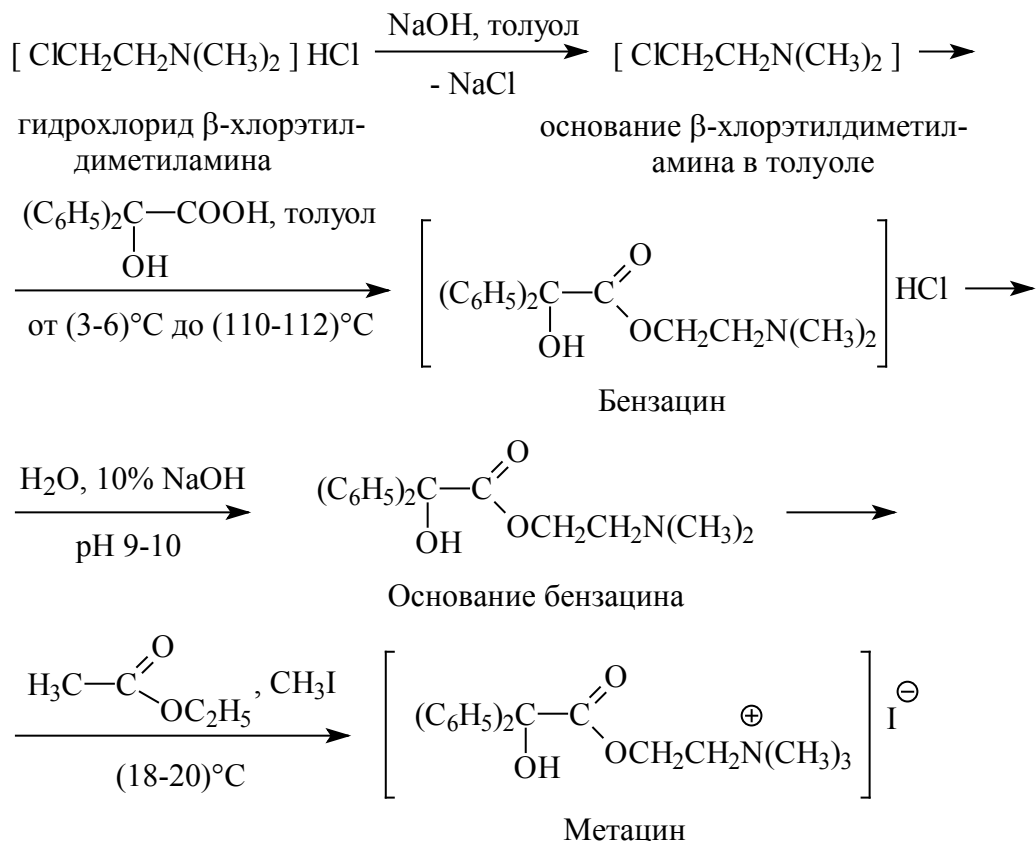 [ ClCH₂CH₂N(CH₃)₂ ] HCl NaOH, толуол [ ClCH₂CH₂N(CH₃)₂ ]
- NaCl
гидрохлорид β-хлорэтил- основание β-хлорэтилдиметил-
диметиламина амина в толуоле
(C₆H₅)₂C—COOH, толуол
OH
от (3-6)°C до (110-112)°C
O
(C₆H₅)₂C—C HCl
OH OCH₂CH₂N(CH₃)₂
Бензацин
H₂O, 10% NaOH
pH 9-10
O
(C₆H₅)₂C—C
OH OCH₂CH₂N(CH₃)₂
Основание бензацина
O
H₃C—C , CH₃I
OC₂H₅
(18-20)°C
O
(C₆H₅)₂C—C ⊕ I ⊖
OH OCH₂CH₂N(CH₃)₃
Метацин